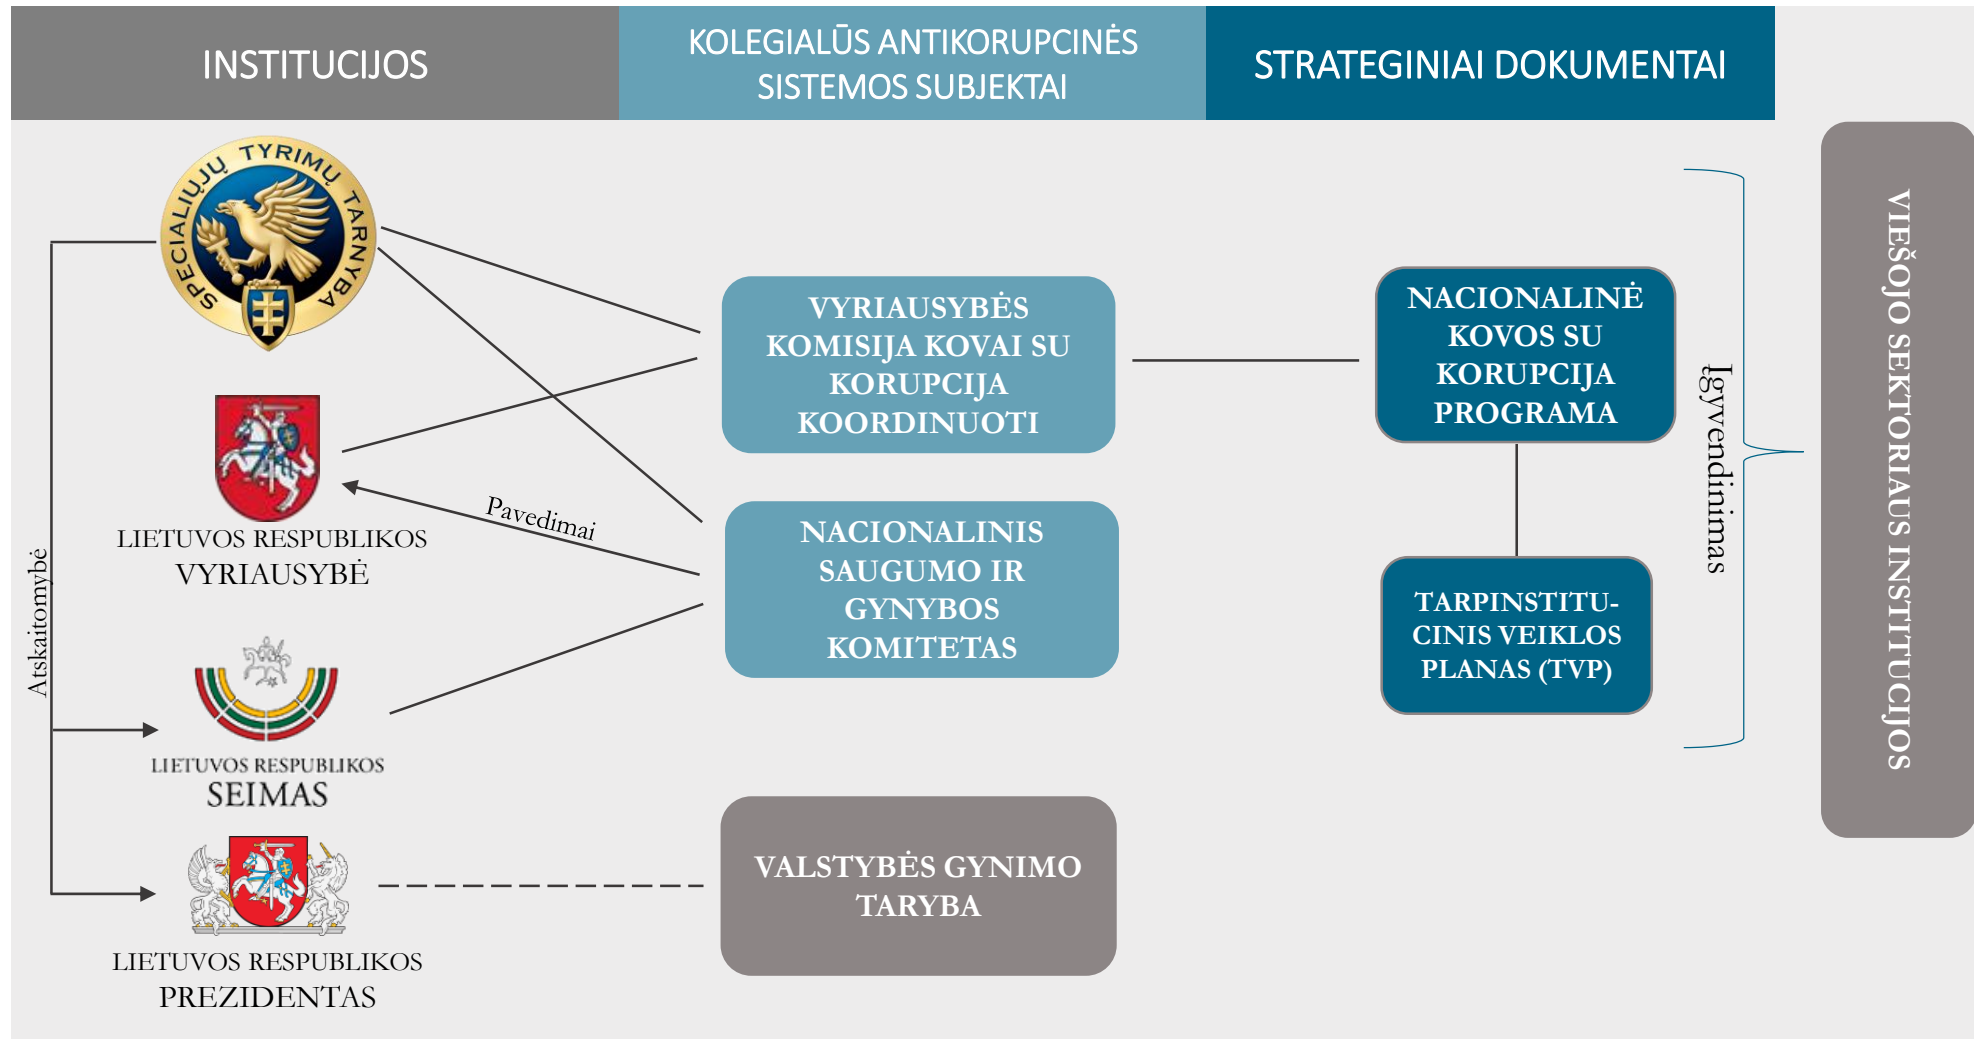 INSTITUCIJOS
KOLEGIALŪS ANTIKORUPCINĖS
SISTEMOS SUBJEKTAI
STRATEGINIAI DOKUMENTAI
SPECIALIŲJŲ TYRIMŲ TARNYBA
LIETUVOS RESPUBLIKOS
VYRIAUSYBĖ
LIETUVOS RESPUBLIKOS
SEIMAS
LIETUVOS RESPUBLIKOS
PREZIDENTAS
Atskaitomybė
Pavedimai
VYRIAUSYBĖS
KOMISIJA KOVAI SU
KORUPCIJA
KOORDINUOTI
NACIONALINIS
SAUGUMO IR
GYNYBOS
KOMITETAS
VALSTYBĖS GYNIMO
TARYBA
NACIONALINĖ
KOVOS SU
KORUPCIJA
PROGRAMA
TARPINSTITU-
CINIS VEIKLOS
PLANAS (TVP)
Įgyvendinimas
VIEŠOJO SEKTORIAUS INSTITUCIJOS